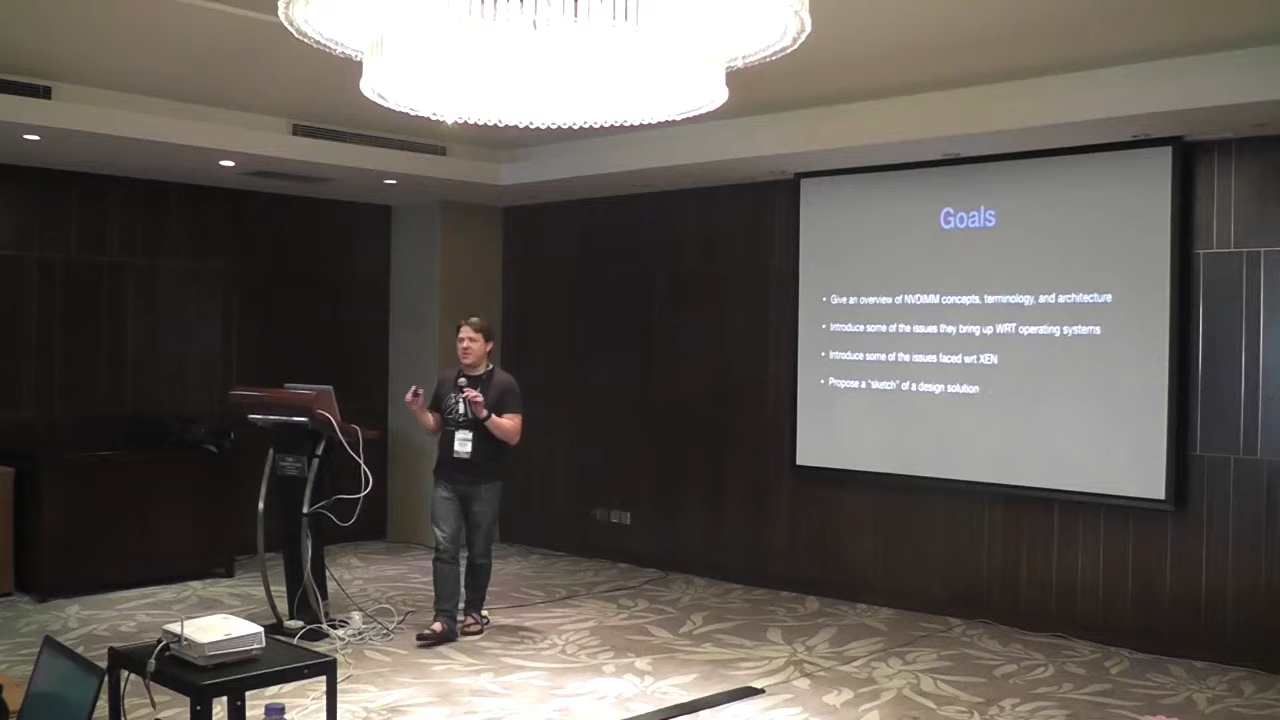 Goals
• Give an overview of NVDIMM concepts, terminology, and architecture
• Introduce some of the issues they bring up WRT operating systems
• Introduce some of the issues faced wrt XEN
• Propose a "sketch" of a design solution